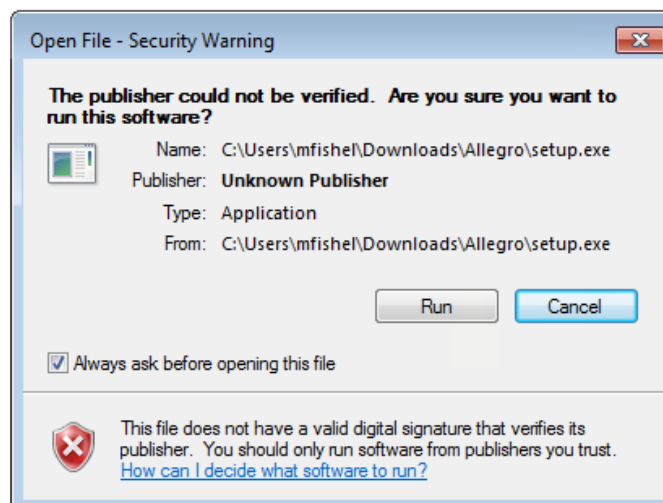 Open File - Security Warning
The publisher could not be verified.  Are you sure you want to
run this software?
Name: C:\Users\mfishel\Downloads\Allegro\setup.exe
Publisher: Unknown Publisher
Type: Application
From: C:\Users\mfishel\Downloads\Allegro\setup.exe
Run Cancel
Always ask before opening this file
This file does not have a valid digital signature that verifies its
publisher.  You should only run software from publishers you trust.
How can I decide what software to run?